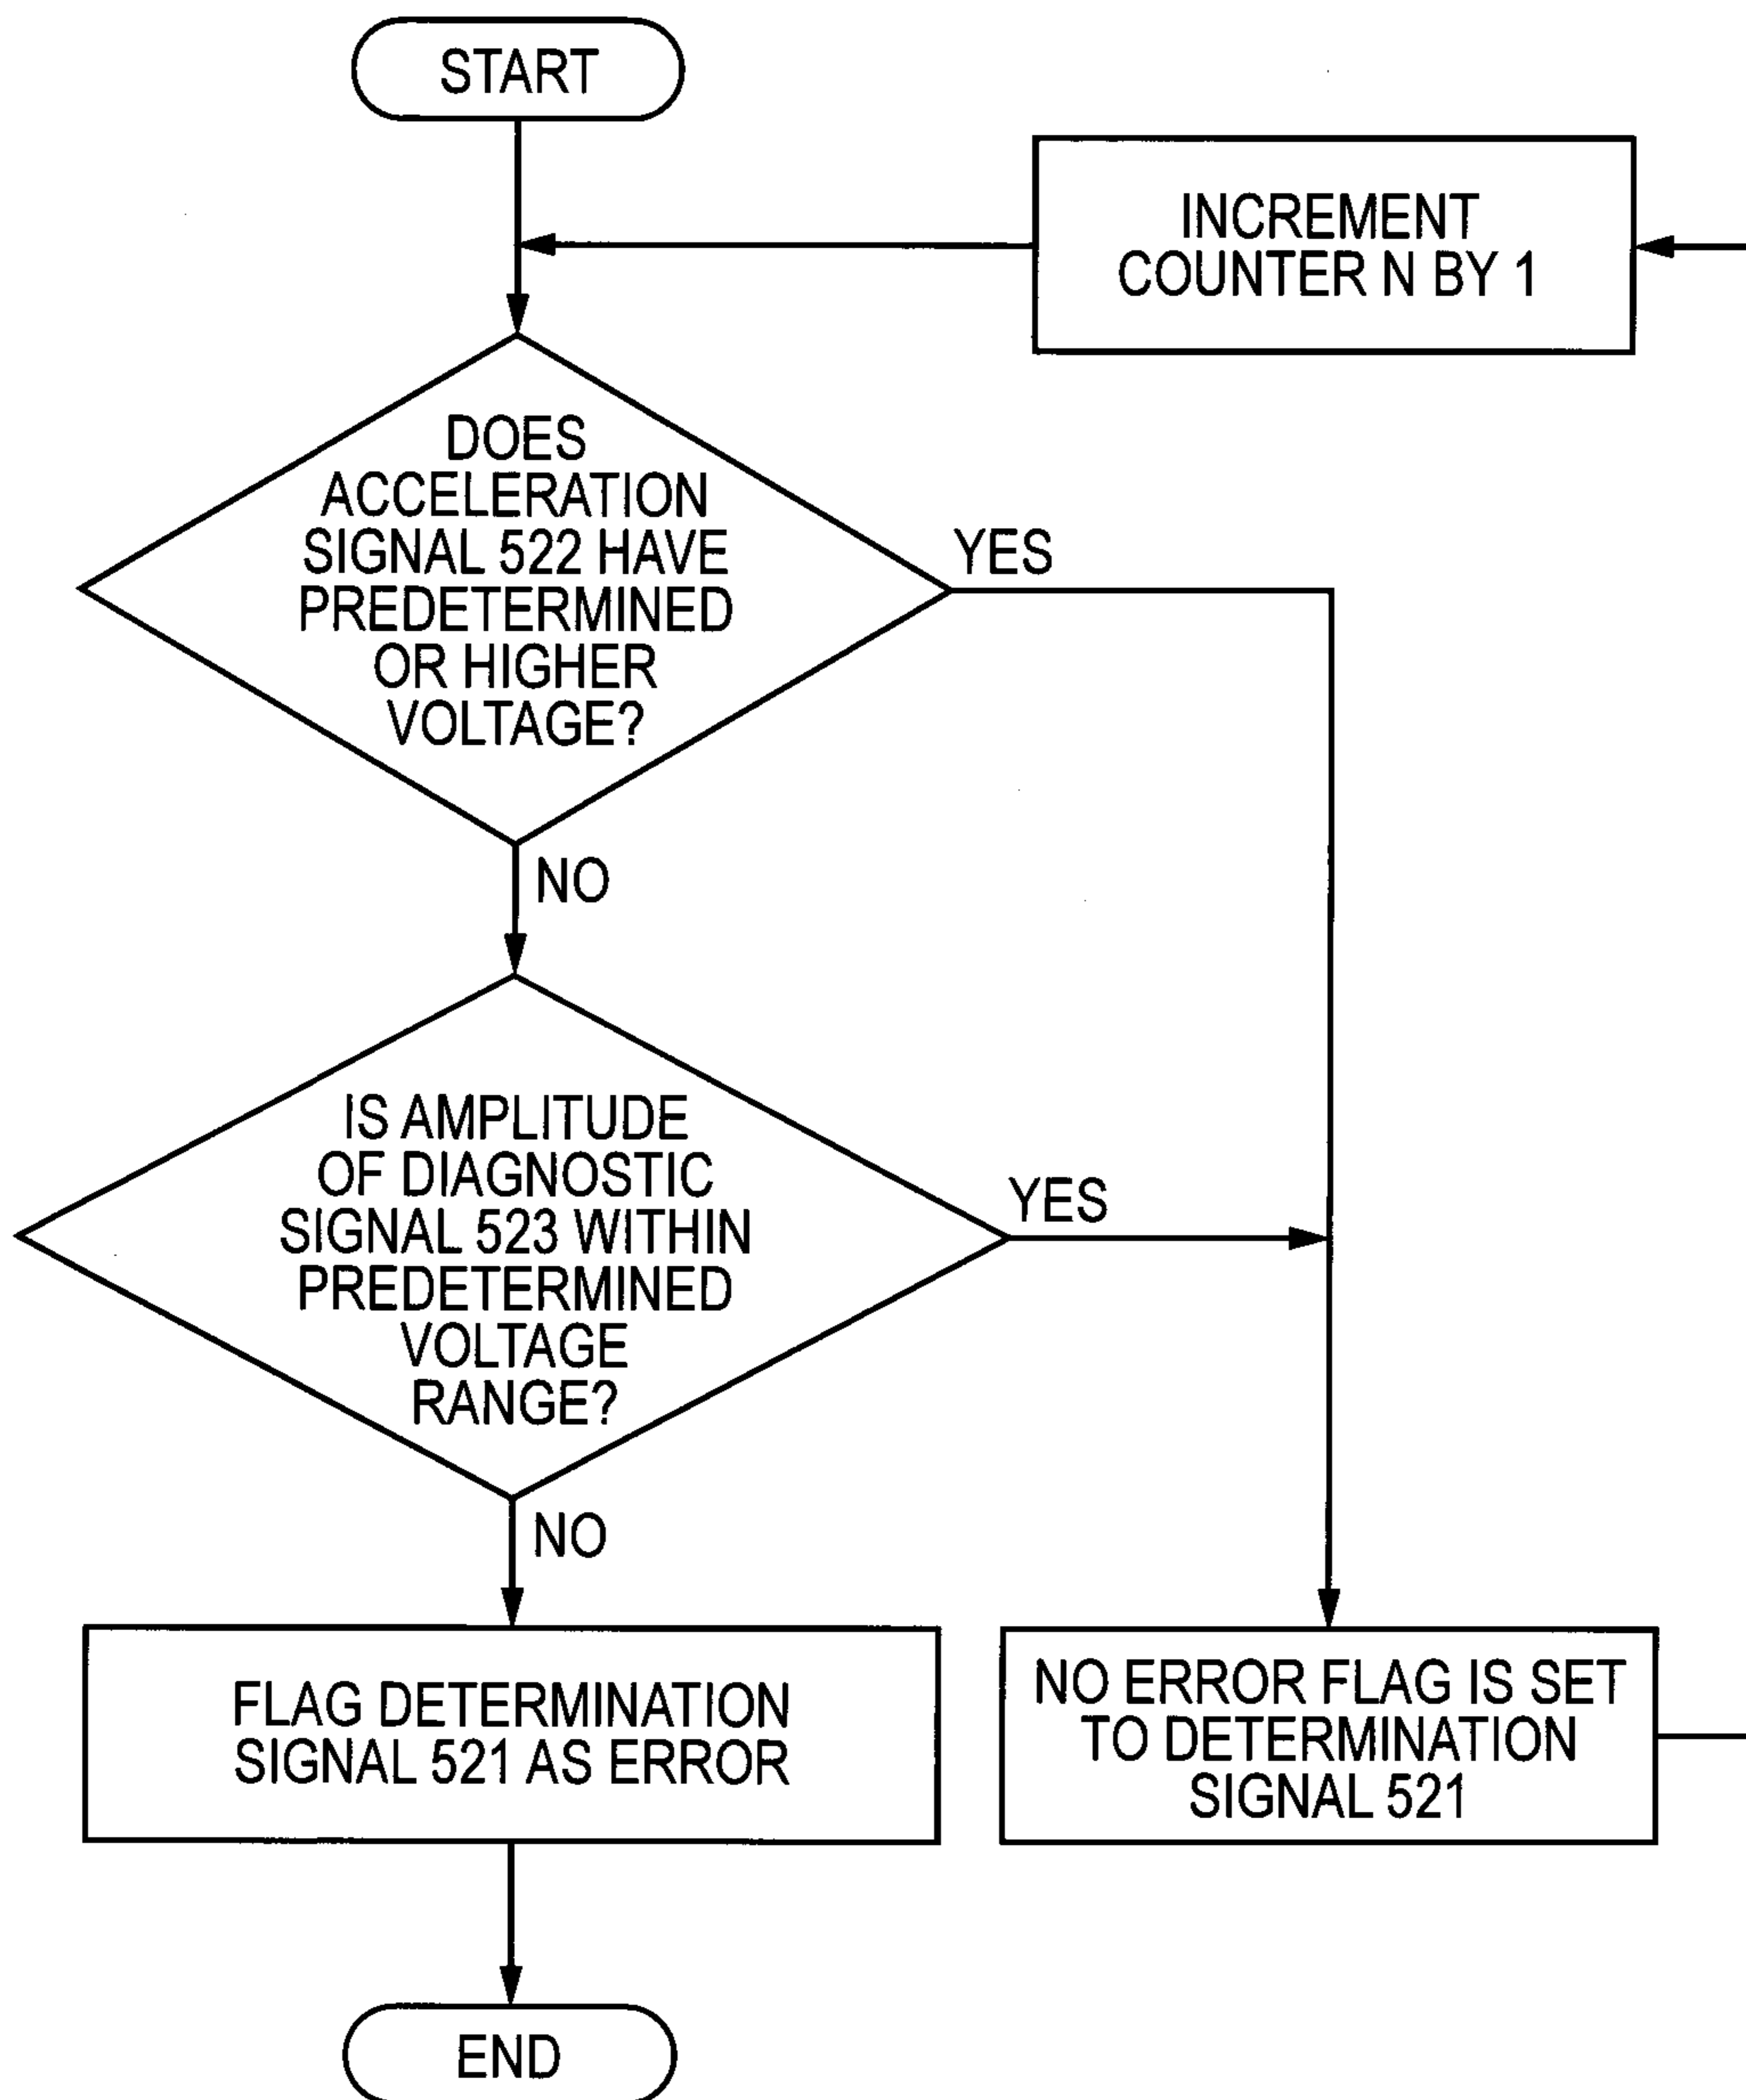 START
INCREMENT
COUNTER N BY 1
DOES
ACCELERATION
SIGNAL 522 HAVE
PREDETERMINED
OR HIGHER
VOLTAGE?
YES
NO
IS AMPLITUDE
OF DIAGNOSTIC
SIGNAL 523 WITHIN
PREDETERMINED
VOLTAGE
RANGE?
YES
NO
FLAG DETERMINATION
SIGNAL 521 AS ERROR
NO ERROR FLAG IS SET
TO DETERMINATION
SIGNAL 521
END